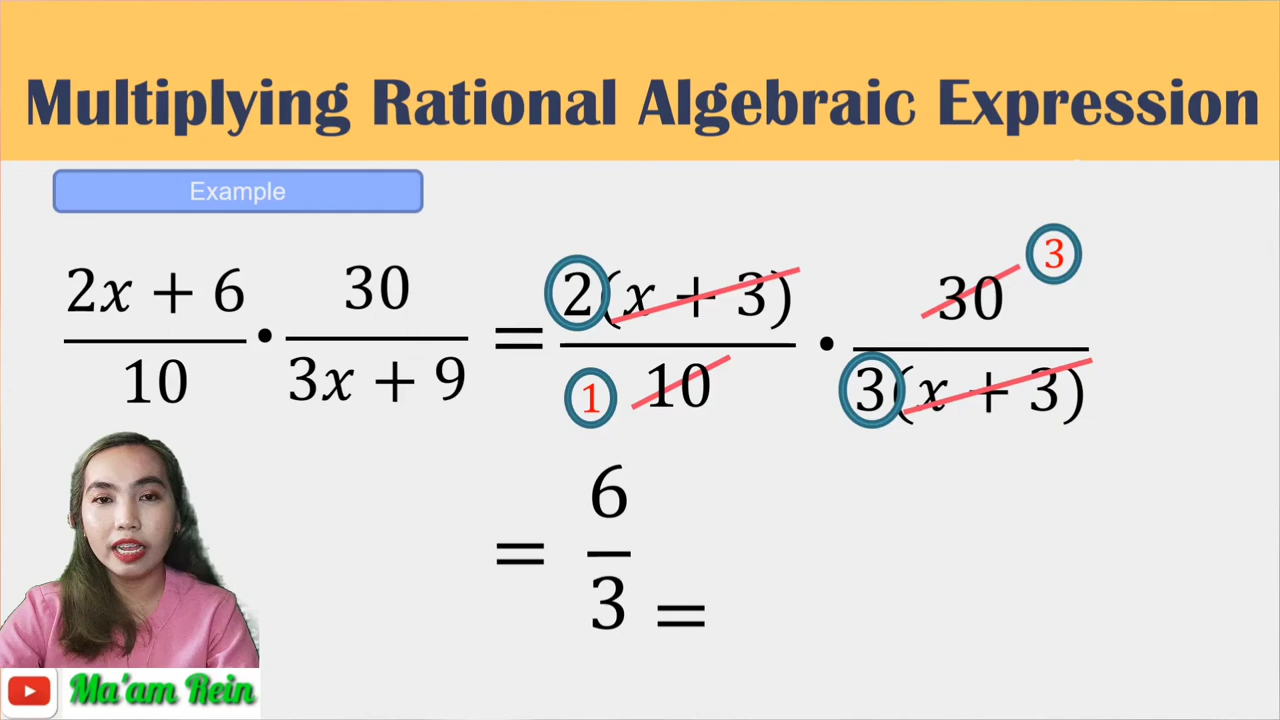 Multiplying Rational Algebraic Expression
Example
2x + 6 / 10 • 30 / 3x + 9 = 2(x + 3) / 10 • 30 / 3(x + 3)
3
1
= 6 / 3 =
Ma'am Rein